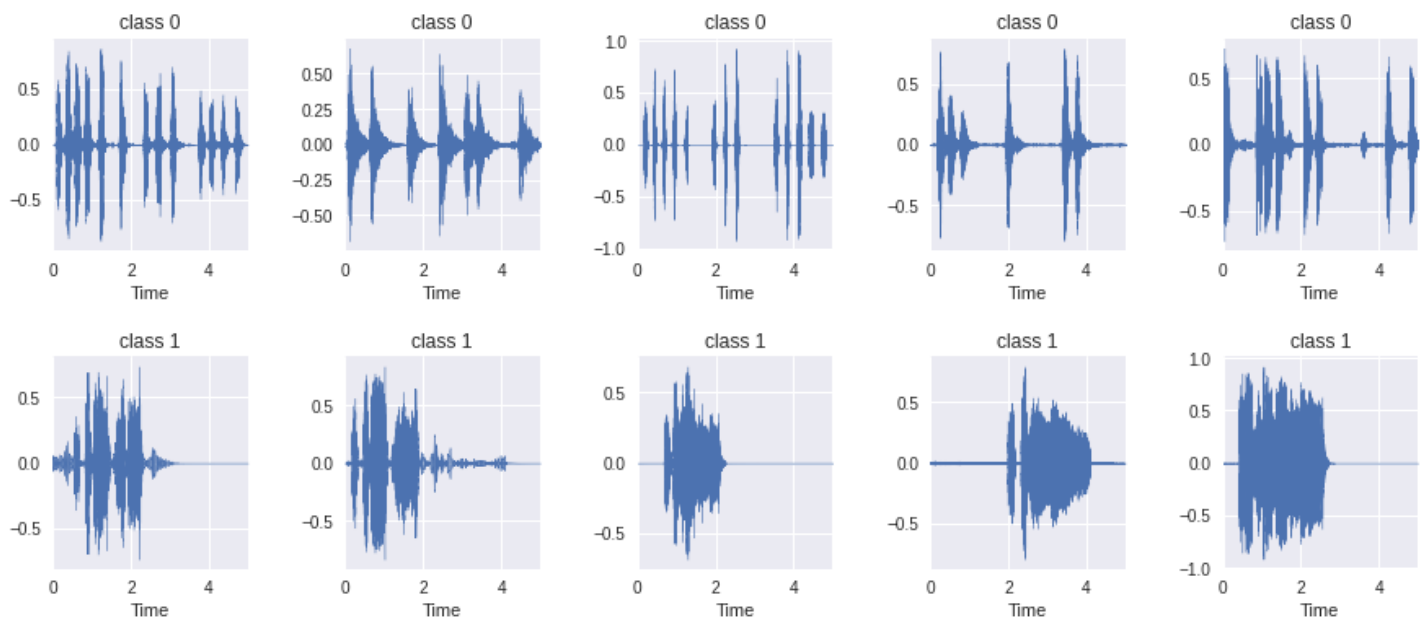 class 0 class 0 class 0 class 0 class 0
1.0
0.5 0.50 0.5 0.5
0.25 0.5
0.0 0.00 0.0 0.0 0.0
−0.25
−0.5 −0.50 −0.5 −0.5 −0.5
−1.0
0 2 4 0 2 4 0 2 4 0 2 4 0 2 4
Time Time Time Time Time
class 1 class 1 class 1 class 1 class 1
1.0
0.5 0.5 0.5 0.5 0.5
0.0 0.0 0.0 0.0 0.0
−0.5 −0.5 −0.5 −0.5 −0.5
−1.0
0 2 4 0 2 4 0 2 4 0 2 4 0 2 4
Time Time Time Time Time